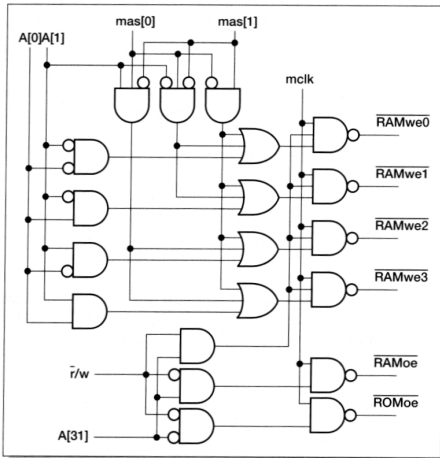 mas[0] mas[1]
A[0]A[1]
mclk
RAMwe0
RAMwe1
RAMwe2
RAMwe3
r̄/w
RAMoe
ROMoe
A[31]